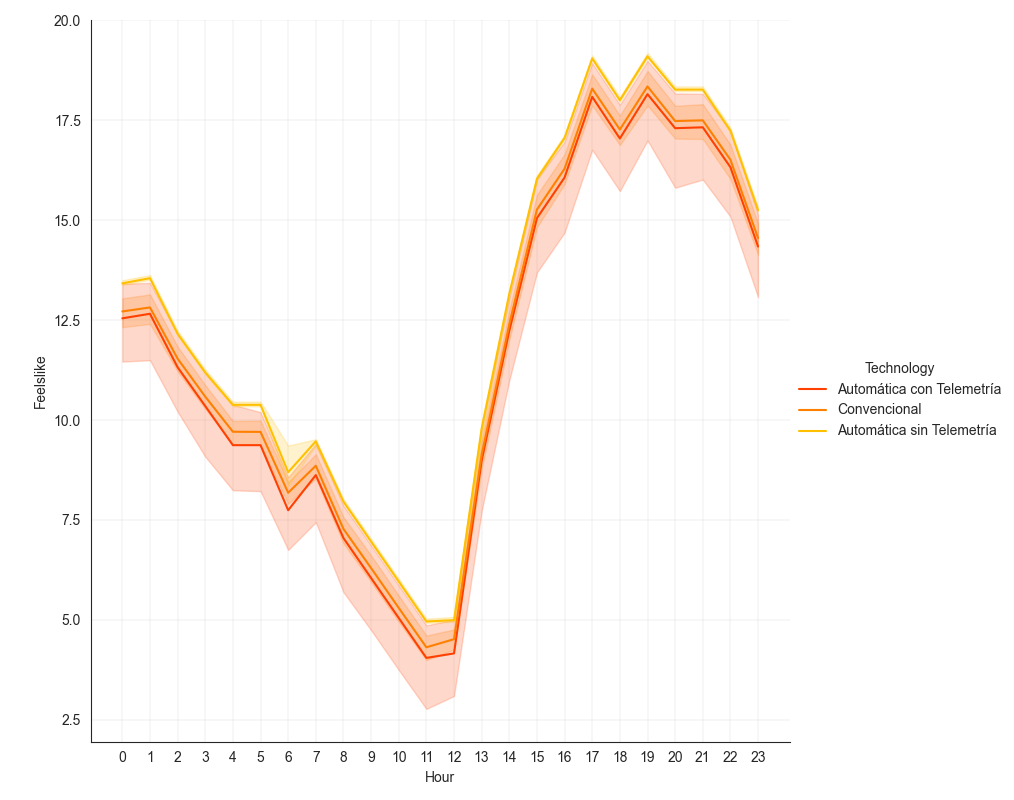 20.0
17.5
15.0
12.5
10.0
7.5
5.0
2.5
Feelslike
0 1 2 3 4 5 6 7 8 9 10 11 12 13 14 15 16 17 18 19 20 21 22 23
Hour
Technology
Automática con Telemetría
Convencional
Automática sin Telemetría